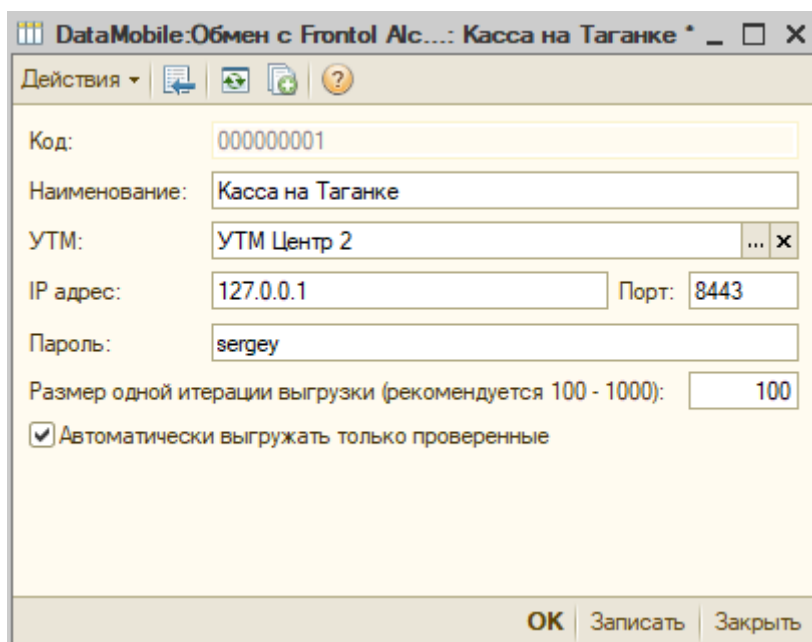 DataMobile:Обмен с Frontol Alc...: Касса на Таганке *
Действия
Код: 000000001
Наименование: Касса на Таганке
УТМ: УТМ Центр 2 ...
IP адрес: 127.0.0.1 Порт: 8443
Пароль: sergey
Размер одной итерации выгрузки (рекомендуется 100 - 1000): 100
Автоматически выгружать только проверенные
OK Записать Закрыть